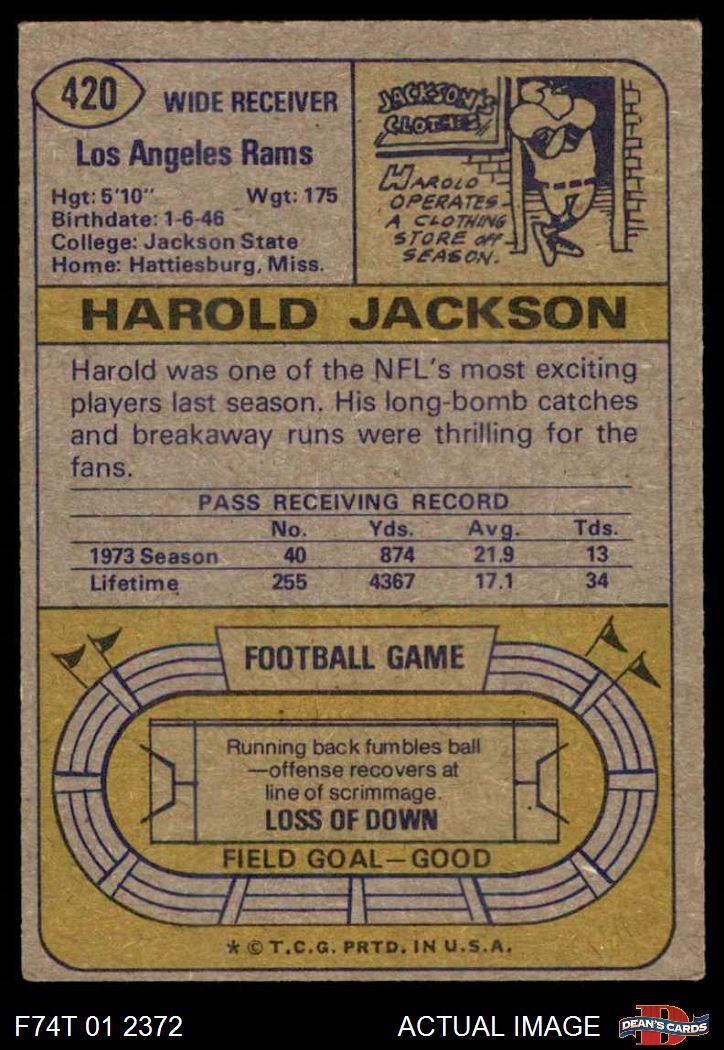 420
WIDE RECEIVER
Los Angeles Rams
Hgt: 5'10" Wgt: 175
Birthdate: 1-6-46
College: Jackson State
Home: Hattiesburg, Miss.
JACKSON'S
CLOTHES
HAROLD
OPERATES
A CLOTHING
STORE OFF
SEASON.
HAROLD JACKSON
Harold was one of the NFL's most exciting
players last season. His long-bomb catches
and breakaway runs were thrilling for the
fans.
PASS RECEIVING RECORD
No. Yds. Avg. Tds.
1973 Season 40 874 21.9 13
Lifetime 255 4367 17.1 34
FOOTBALL GAME
Running back fumbles ball
—offense recovers at
line of scrimmage.
LOSS OF DOWN
FIELD GOAL—GOOD
* © T.C.G. PRTD. IN U.S.A.
F74T 01 2372 ACTUAL IMAGE
D
DEAN'S CARDS